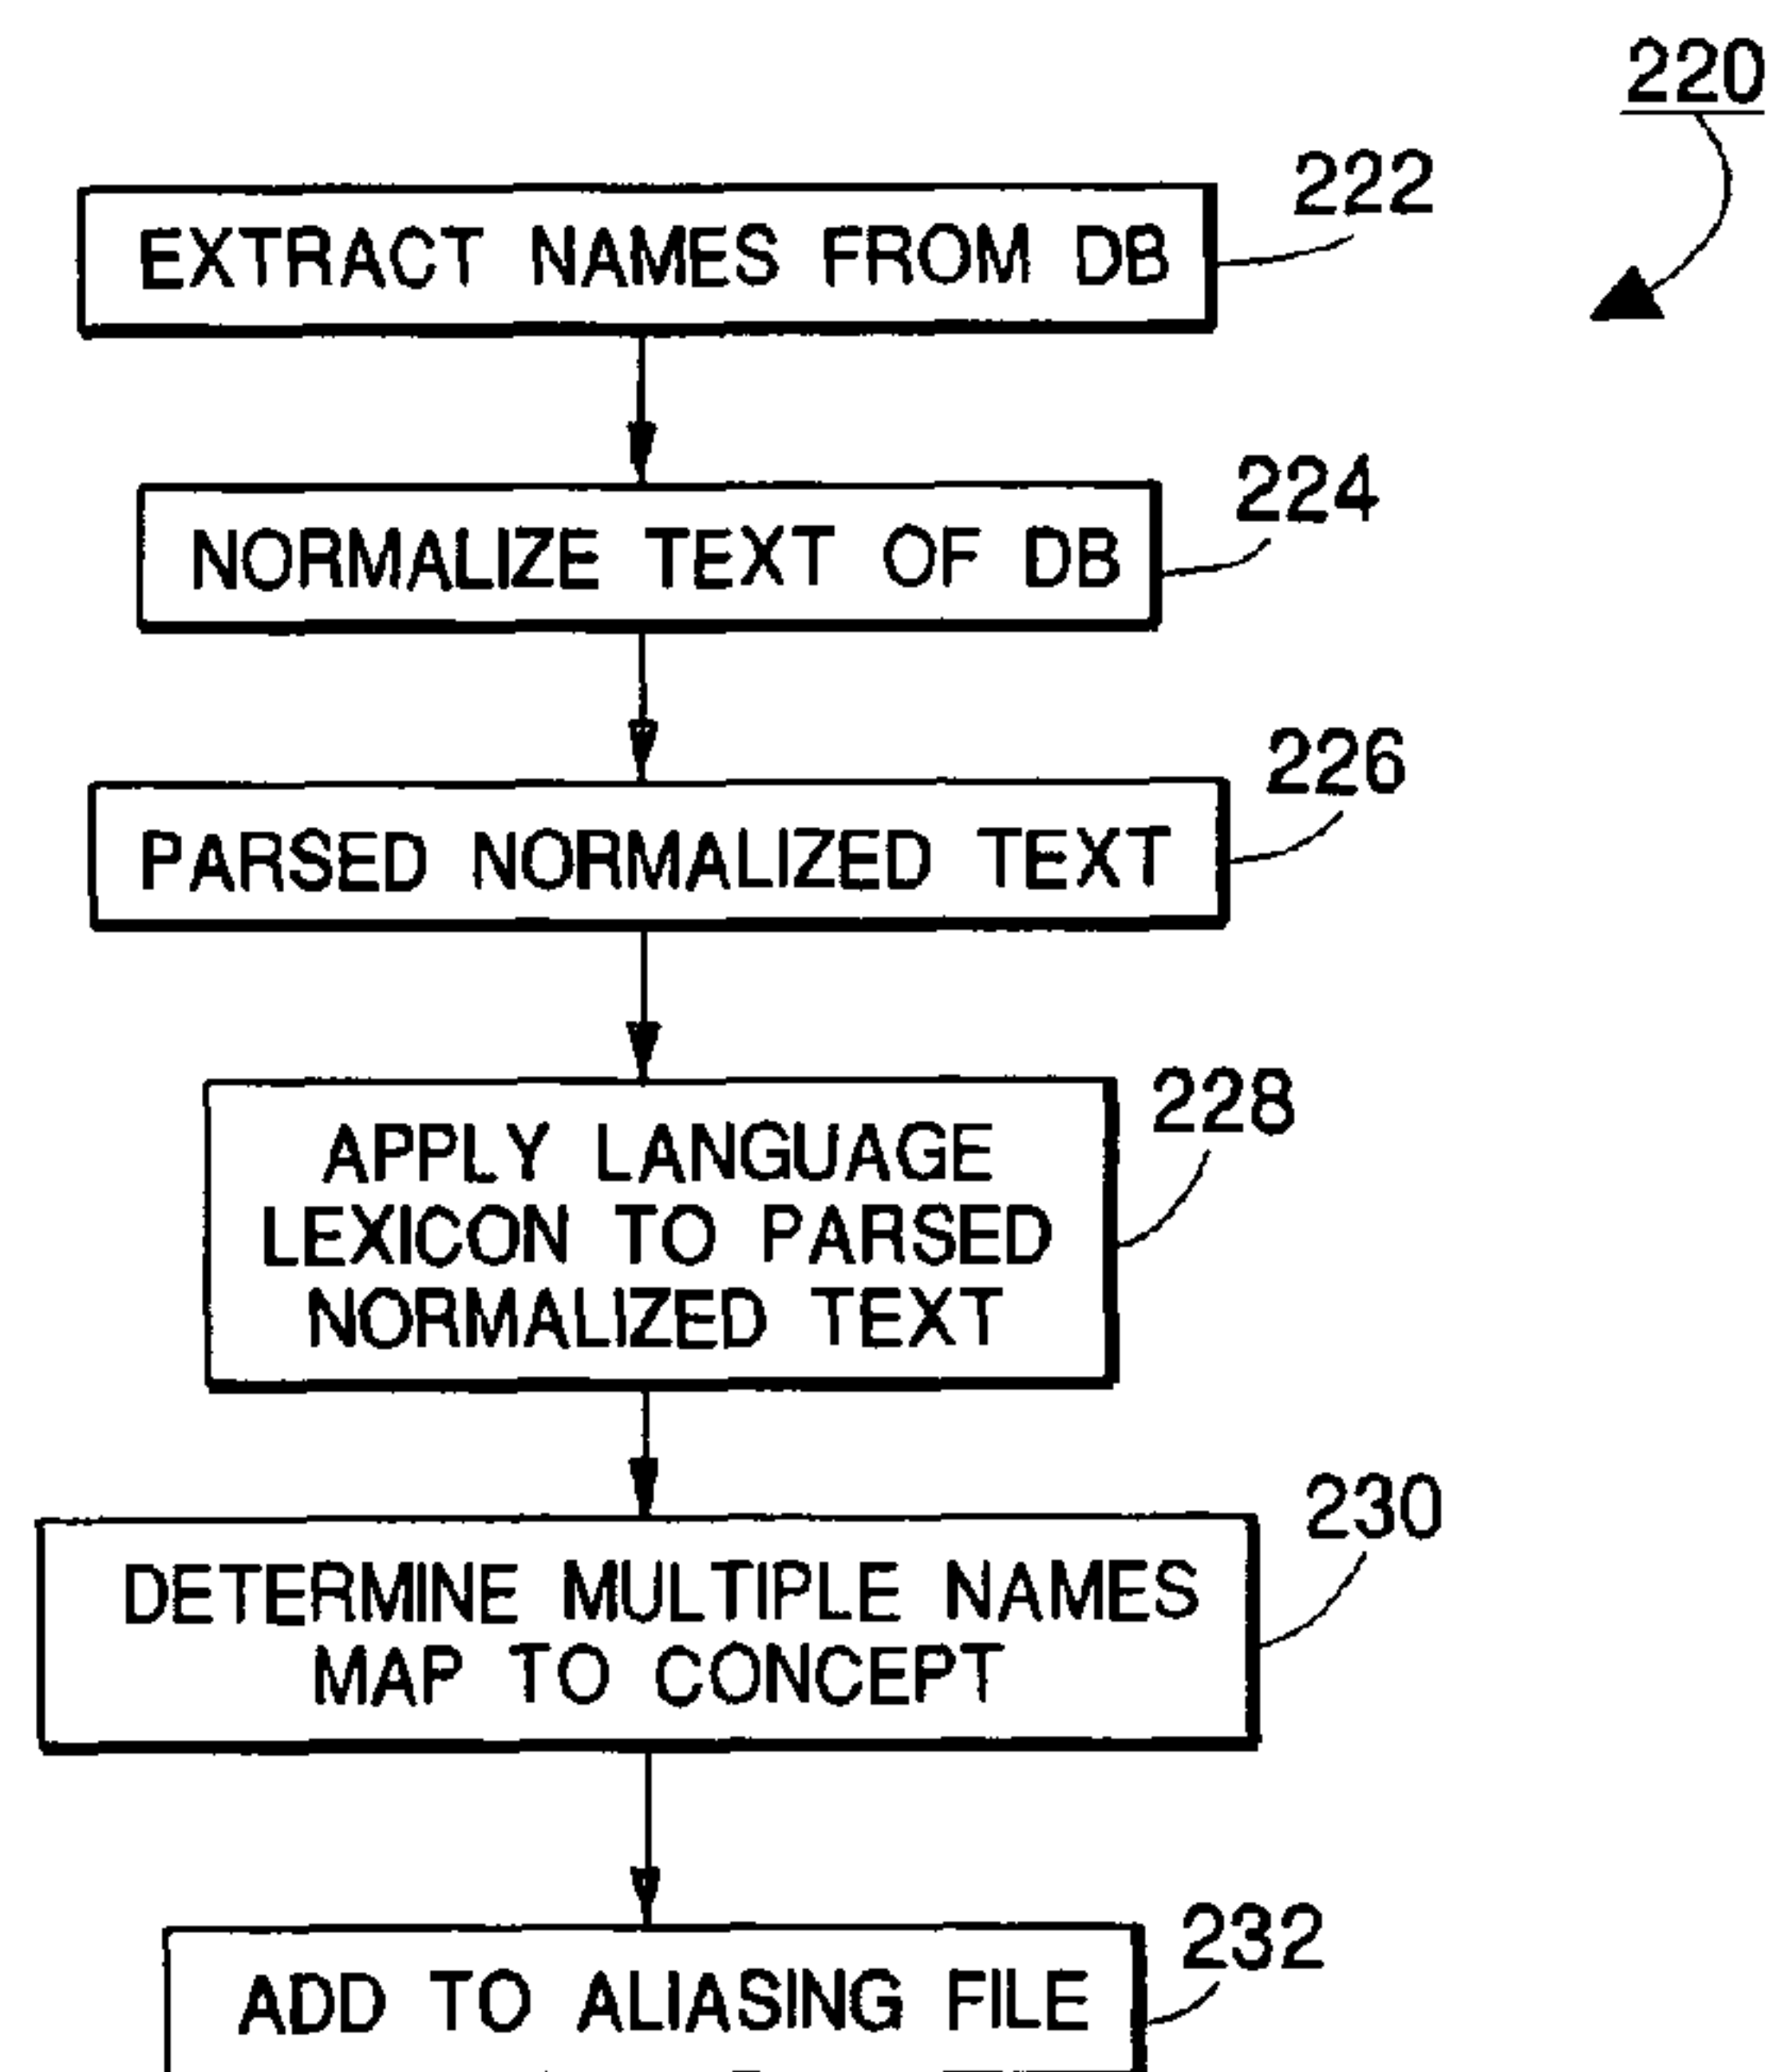 220
222
EXTRACT NAMES FROM DB
224
NORMALIZE TEXT OF DB
226
PARSED NORMALIZED TEXT
228
APPLY LANGUAGE
LEXICON TO PARSED
NORMALIZED TEXT
230
DETERMINE MULTIPLE NAMES
MAP TO CONCEPT
232
ADD TO ALIASING FILE